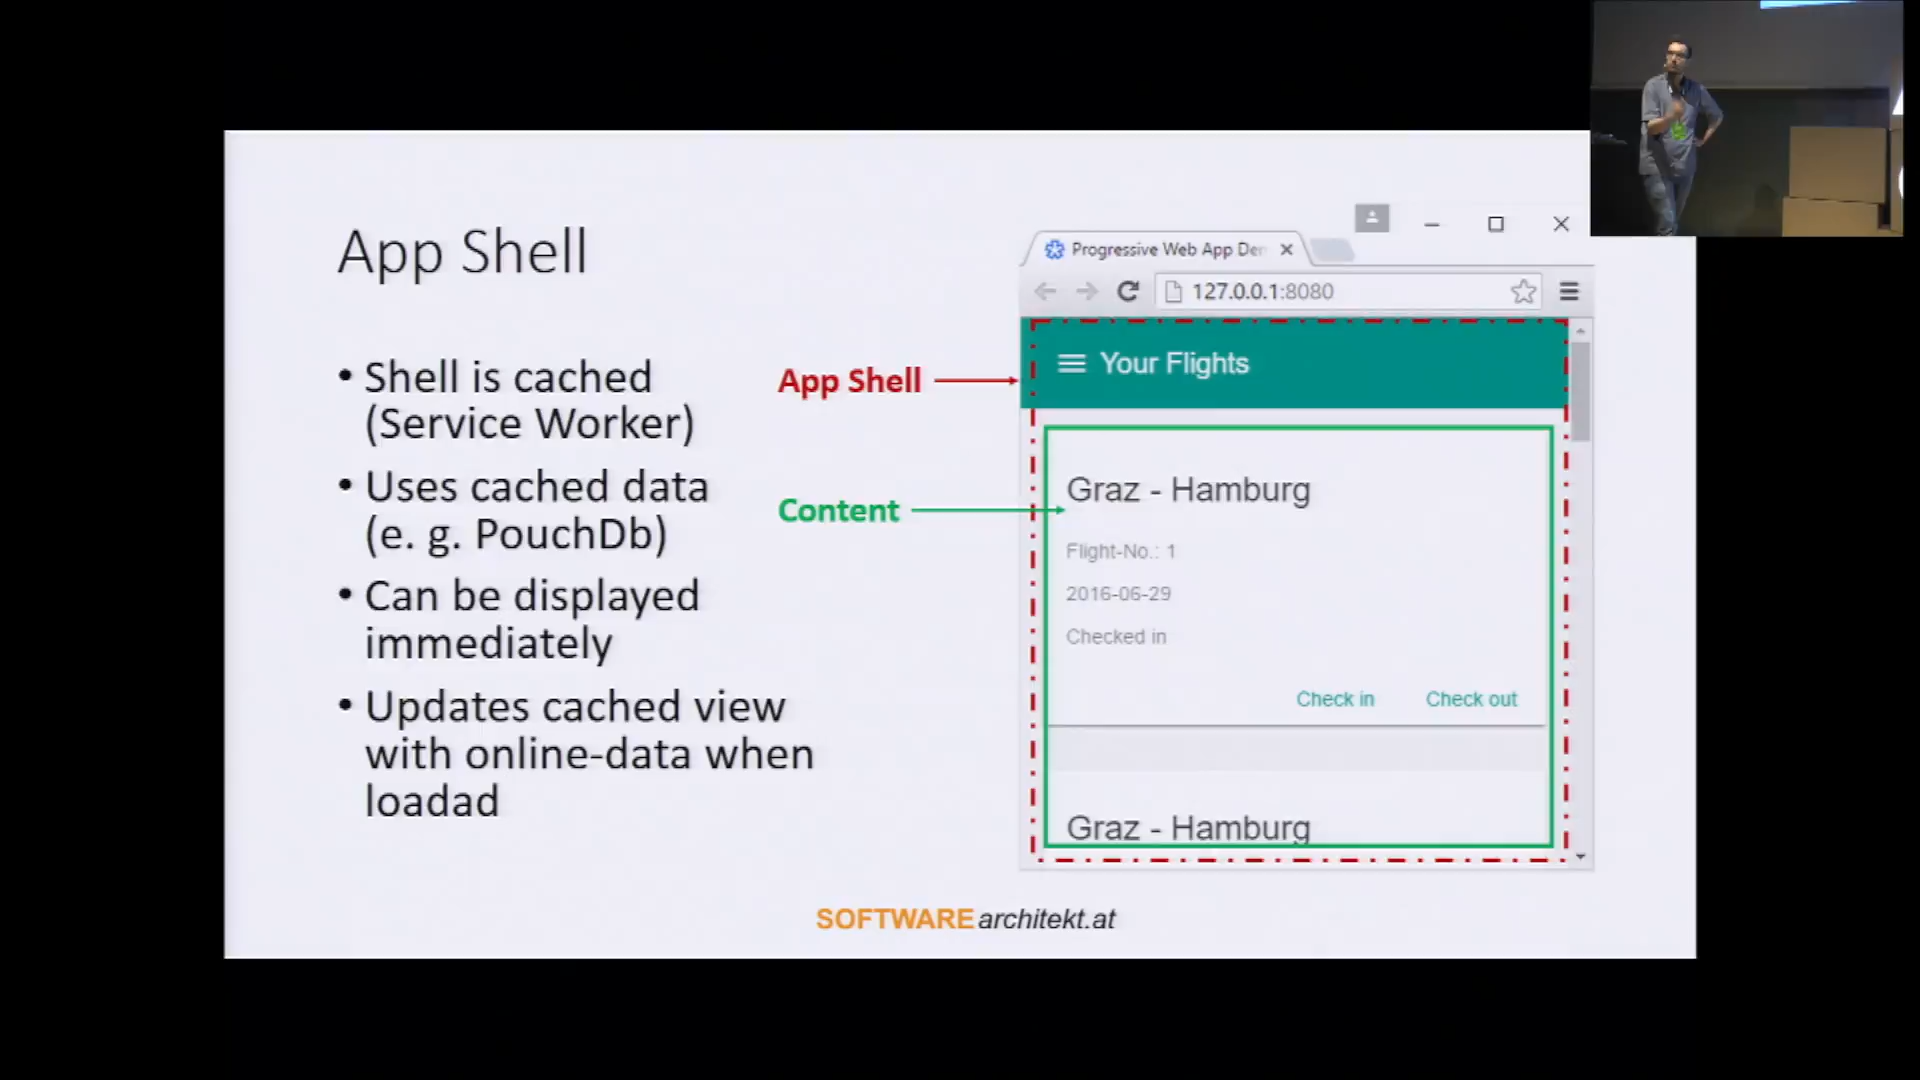 App Shell
• Shell is cached
(Service Worker)
• Uses cached data
(e. g. PouchDb)
• Can be displayed
immediately
• Updates cached view
with online-data when
loadad
App Shell
Content
Progressive Web App Der
127.0.0.1:8080
Your Flights
Graz - Hamburg
Flight-No.: 1
2016-06-29
Checked in
Check in Check out
Graz - Hamburg
SOFTWAREarchitekt.at